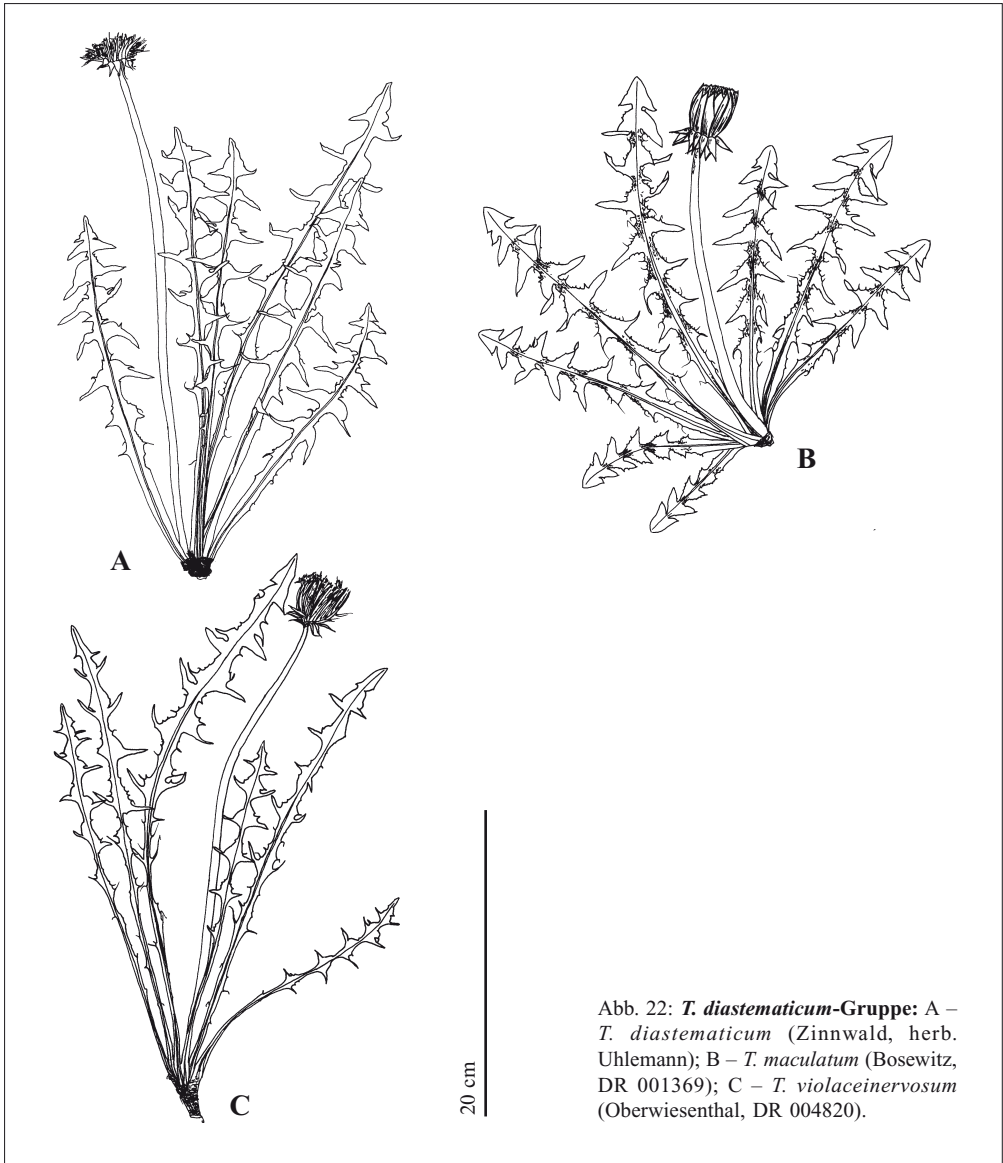 A
B
C
20 cm
Abb. 22: T. diastematicum-Gruppe: A –
T. diastematicum (Zinnwald, herb.
Uhlemann); B – T. maculatum (Bosewitz,
DR 001369); C – T. violaceinervosum
(Oberwiesenthal, DR 004820).